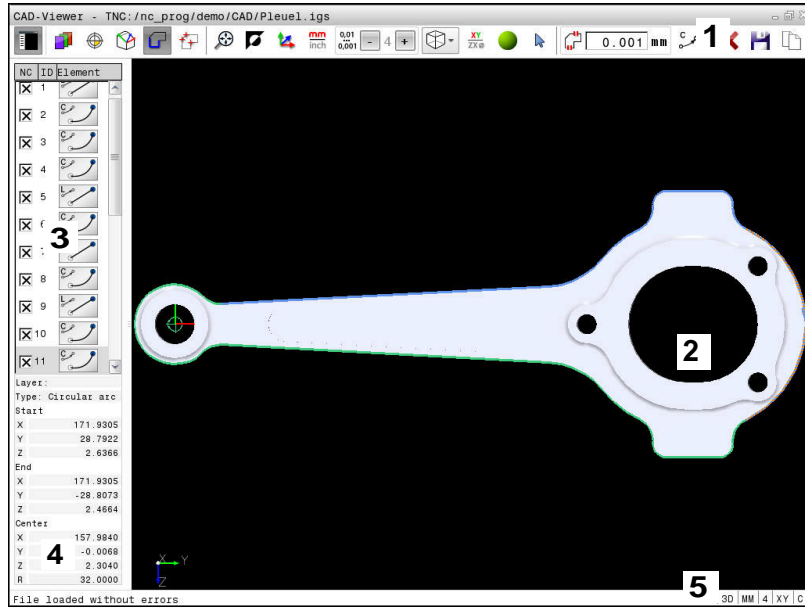 CAD-Viewer - TNC:/nc_prog/demo/CAD/Pleuel.igs
mm
inch
0,01
0,001
- 4 +
XY
ZXø
0.001 mm
C
1
NC ID Element
1
C
2
C
3
C
4
L
5
C
6
3
C
8
L
9
C
10
C
11
2
Layer:
Type: Circular arc
Start
X 171.9305
Y 28.7922
Z 2.6366
End
X 171.9305
Y -28.8073
Z 2.4664
Center
X 157.9840
Y -0.0068
Z 2.3040
R 32.0000
4
X Y
Z
5
File loaded without errors
3D MM 4 XY C